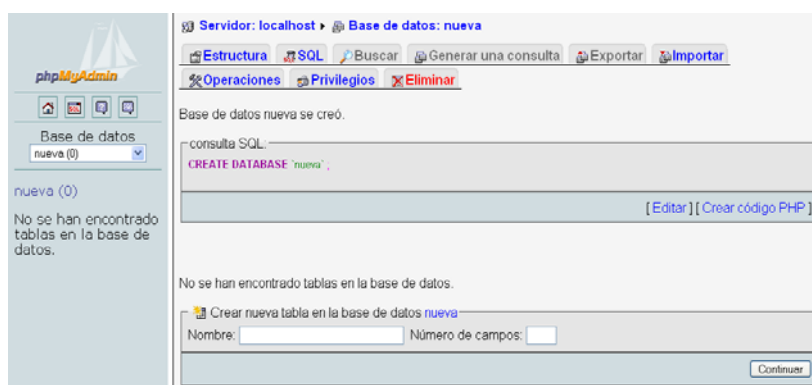 phpMyAdmin
Base de datos
nueva (0)
nueva (0)
No se han encontrado
tablas en la base de
datos.
Servidor: localhost ▸ Base de datos: nueva
Estructura SQL Buscar Generar una consulta Exportar Importar
Operaciones Privilegios Eliminar
Base de datos nueva se creó.
consulta SQL:
CREATE DATABASE `nueva` ;
[ Editar ] [ Crear código PHP ]
No se han encontrado tablas en la base de datos.
Crear nueva tabla en la base de datos nueva
Nombre: Número de campos:
Continuar